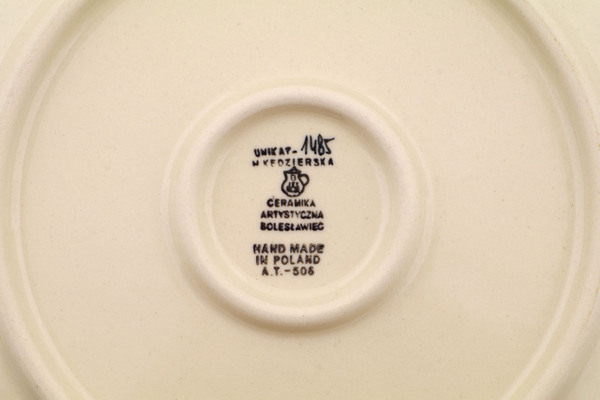 UNIKAT-1485
M KĘDZIERSKA
CERAMIKA
ARTYSTYCZNA
BOLESŁAWIEC
HAND MADE
IN POLAND
A.T.-506